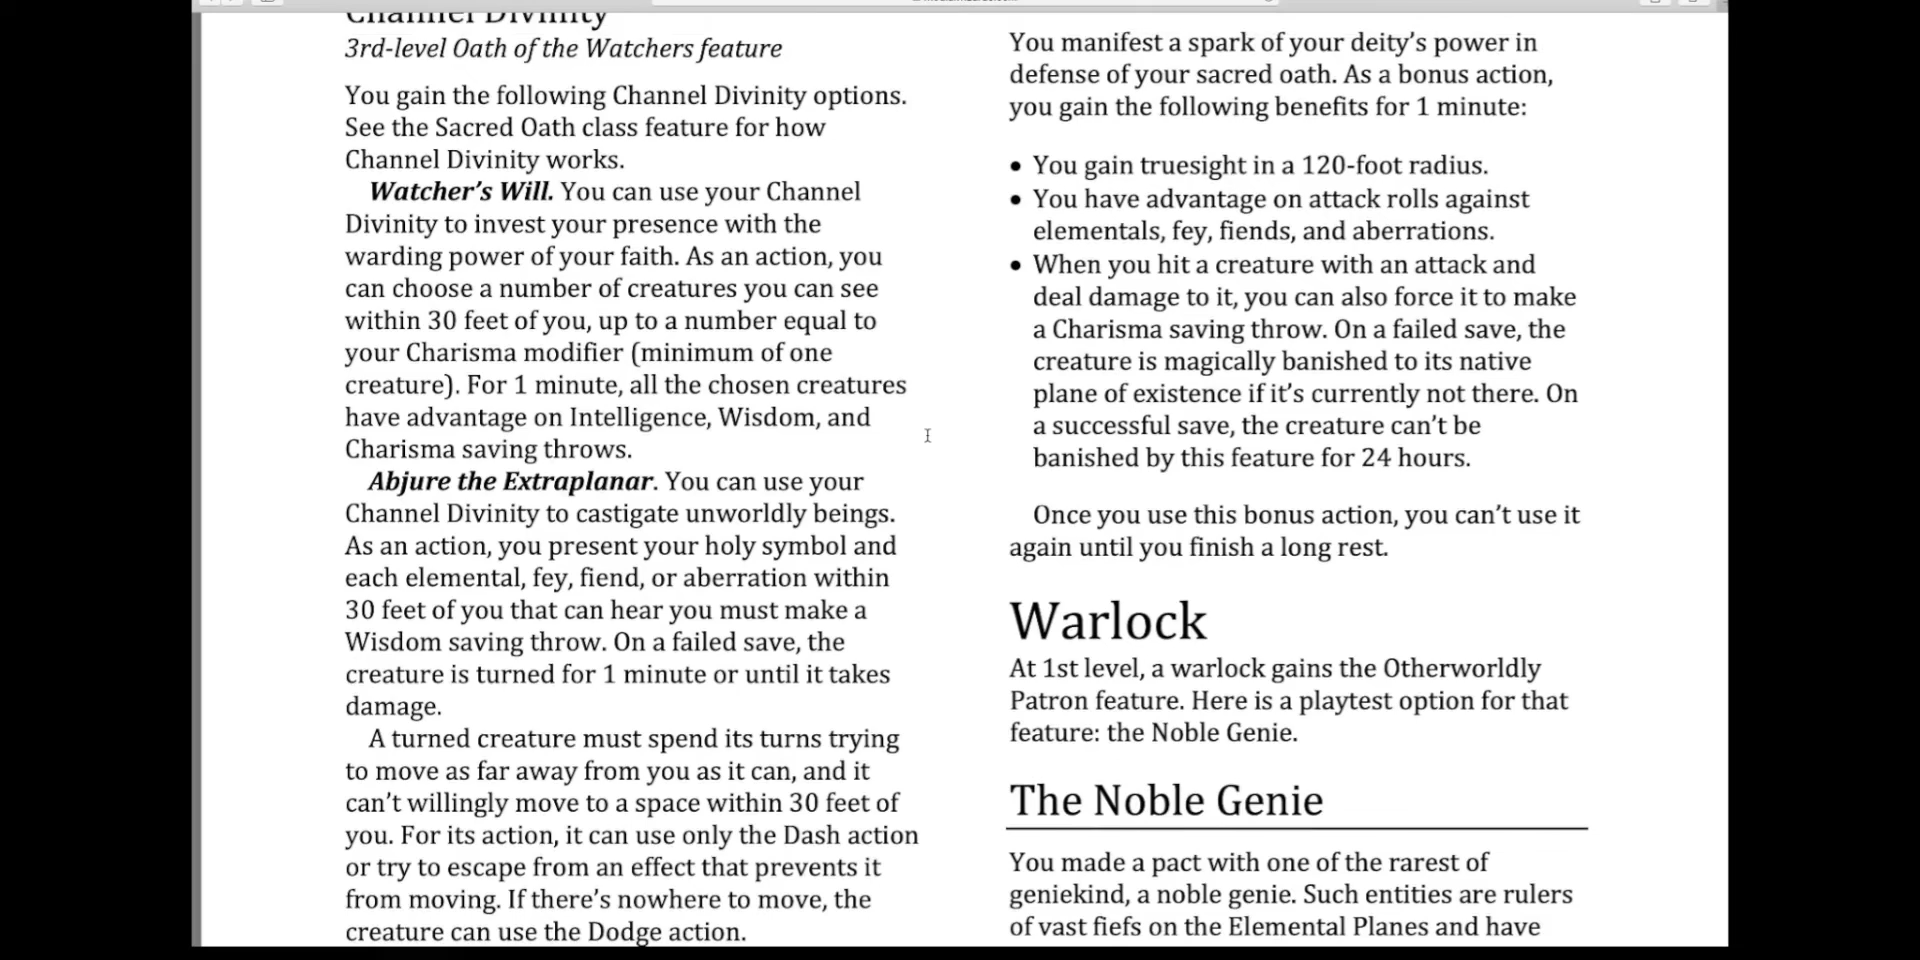 Channel Divinity
3rd-level Oath of the Watchers feature
You gain the following Channel Divinity options.
See the Sacred Oath class feature for how
Channel Divinity works.
Watcher’s Will. You can use your Channel
Divinity to invest your presence with the
warding power of your faith. As an action, you
can choose a number of creatures you can see
within 30 feet of you, up to a number equal to
your Charisma modifier (minimum of one
creature). For 1 minute, all the chosen creatures
have advantage on Intelligence, Wisdom, and
Charisma saving throws.
Abjure the Extraplanar. You can use your
Channel Divinity to castigate unworldly beings.
As an action, you present your holy symbol and
each elemental, fey, fiend, or aberration within
30 feet of you that can hear you must make a
Wisdom saving throw. On a failed save, the
creature is turned for 1 minute or until it takes
damage.
A turned creature must spend its turns trying
to move as far away from you as it can, and it
can’t willingly move to a space within 30 feet of
you. For its action, it can use only the Dash action
or try to escape from an effect that prevents it
from moving. If there’s nowhere to move, the
creature can use the Dodge action.
You manifest a spark of your deity’s power in
defense of your sacred oath. As a bonus action,
you gain the following benefits for 1 minute:
• You gain truesight in a 120-foot radius.
• You have advantage on attack rolls against
elementals, fey, fiends, and aberrations.
• When you hit a creature with an attack and
deal damage to it, you can also force it to make
a Charisma saving throw. On a failed save, the
creature is magically banished to its native
plane of existence if it’s currently not there. On
a successful save, the creature can’t be
banished by this feature for 24 hours.
Once you use this bonus action, you can’t use it
again until you finish a long rest.
Warlock
At 1st level, a warlock gains the Otherworldly
Patron feature. Here is a playtest option for that
feature: the Noble Genie.
The Noble Genie
You made a pact with one of the rarest of
geniekind, a noble genie. Such entities are rulers
of vast fiefs on the Elemental Planes and have